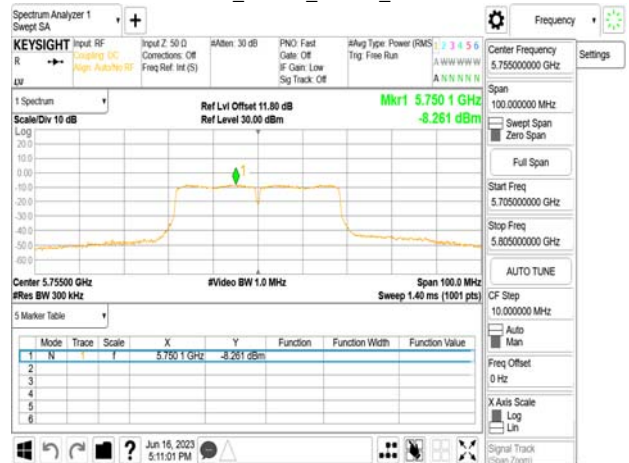 Spectrum Analyzer 1
Swept SA
+
Frequency
KEYSIGHT
Input: RF
Input Z: 50 Ω
#Atten: 30 dB
PNO: Fast
#Avg Type: Power (RMS
1 2 3 4 5 6
R
Coupling: DC
Corrections: Off
Gate: Off
Trig: Free Run
A W W W W W
Align: Auto/No RF
Freq Ref: Int (S)
IF Gain: Low
Sig Track: Off
A N N N N N
1 Spectrum
Ref Lvl Offset 11.80 dB
Mkr1 5.750 1 GHz
Scale/Div 10 dB
Ref Level 30.00 dBm
-8.261 dBm
Log
20.0
10.0
0.00
-10.0
-20.0
-30.0
-40.0
-50.0
-60.0
1
Center 5.75500 GHz
#Video BW 1.0 MHz
Span 100.0 MHz
#Res BW 300 kHz
Sweep 1.40 ms (1001 pts)
5 Marker Table
Mode Trace Scale X Y Function Function Width Function Value
1 N 1 f 5.750 1 GHz -8.261 dBm
2
3
4
5
6
?
Jun 16, 2023
5:11:01 PM
Settings
Center Frequency
5.755000000 GHz
Span
100.000000 MHz
Swept Span
Zero Span
Full Span
Start Freq
5.705000000 GHz
Stop Freq
5.805000000 GHz
AUTO TUNE
CF Step
10.000000 MHz
Auto
Man
Freq Offset
0 Hz
X Axis Scale
Log
Lin
Signal Track
(Span Zoom)